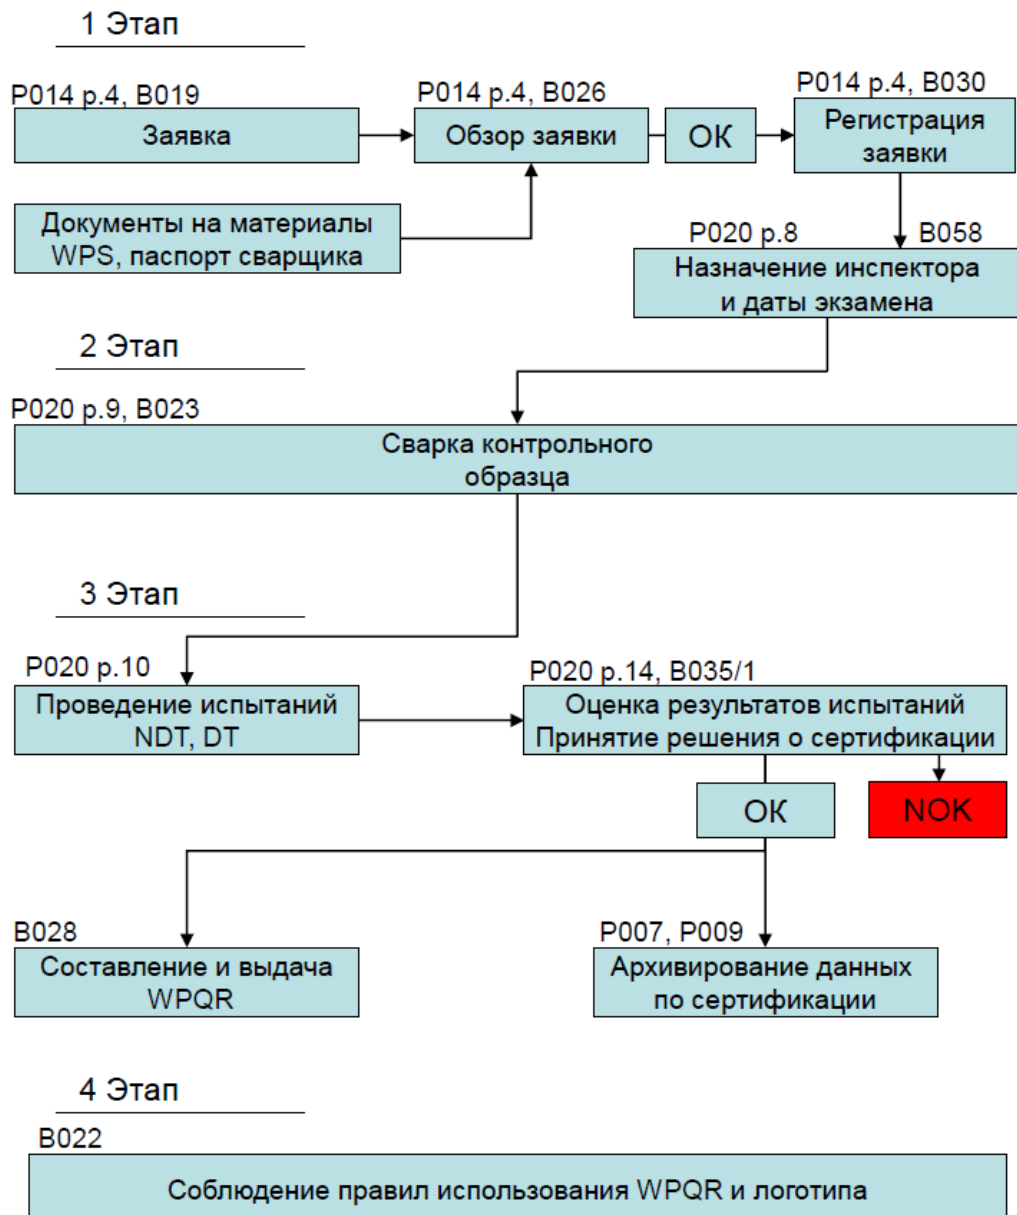 1 Этап
P014 p.4, B019
Заявка
P014 p.4, B026
Обзор заявки
ОК
P014 p.4, B030
Регистрация
заявки
Документы на материалы
WPS, паспорт сварщика
P020 p.8
B058
Назначение инспектора
и даты экзамена
2 Этап
P020 p.9, B023
Сварка контрольного
образца
3 Этап
P020 p.10
Проведение испытаний
NDT, DT
P020 p.14, B035/1
Оценка результатов испытаний
Принятие решения о сертификации
ОК
NOK
B028
Составление и выдача
WPQR
P007, P009
Архивирование данных
по сертификации
4 Этап
B022
Соблюдение правил использования WPQR и логотипа